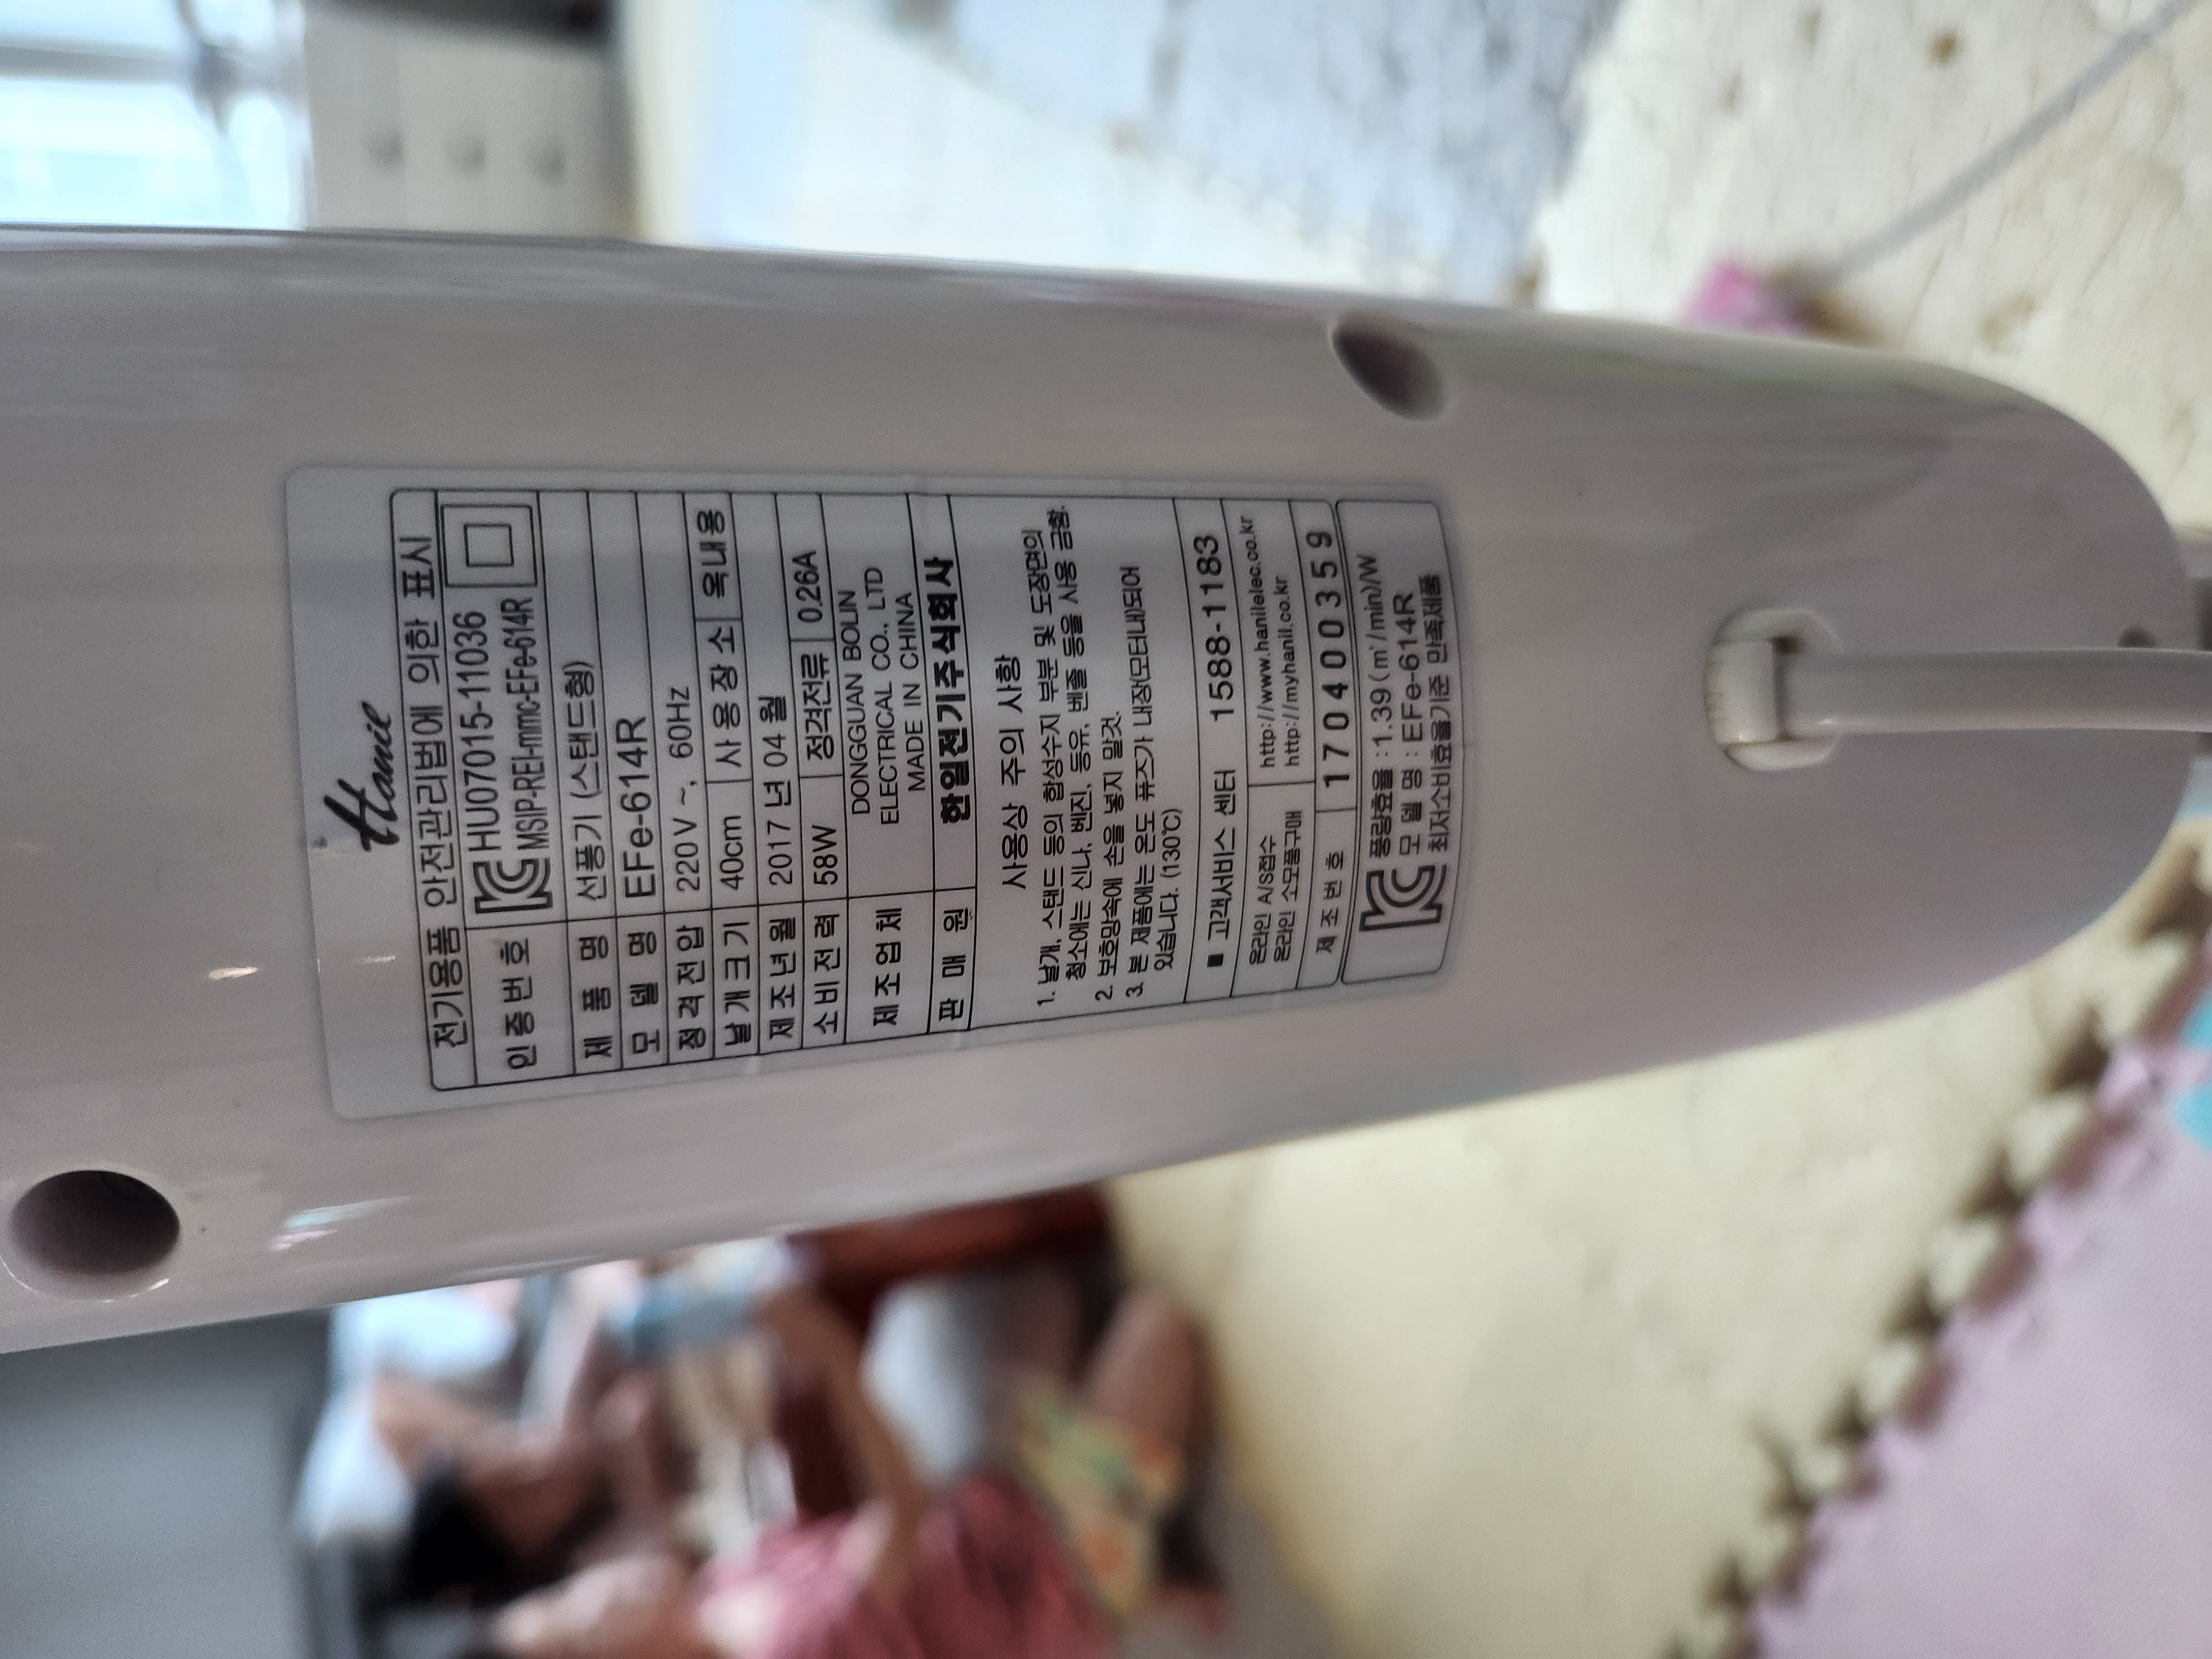 Hanil
전기용품 안전관리법에 의한 표시
인증번호 HU07015-11036
MSIP-REI-mmc-EFe-614R
제품명 선풍기 (스탠드형)
모델명 EFe-614R
정격전압 220V ~, 60Hz
날개크기 40cm 사용장소 옥내용
제조년월 2017 년 04 월
소비전력 58W 정격전류 0.26A
제조업체 DONGGUAN BOLIN
ELECTRICAL CO., LTD
MADE IN CHINA
판매원 한일전기주식회사
사용상 주의 사항
1. 날개, 스탠드 등의 합성수지 부분 및 도장면의
청소에는 신나, 벤진, 등유, 벤졸 등을 사용 금함.
2. 보호망속에 손을 넣지 말것.
3. 본 제품에는 온도 퓨즈가 내장(모터내)되어
있습니다. (130℃)
■ 고객서비스 센터 1588-1183
온라인 A/S접수 http://www.hanilelec.co.kr
온라인 소모품구매 http://myhanil.co.kr
제조번호 170400359
풍량효율 : 1.39 (m³/min)/W
모델명 : EFe-614R
최저소비효율기준 만족제품